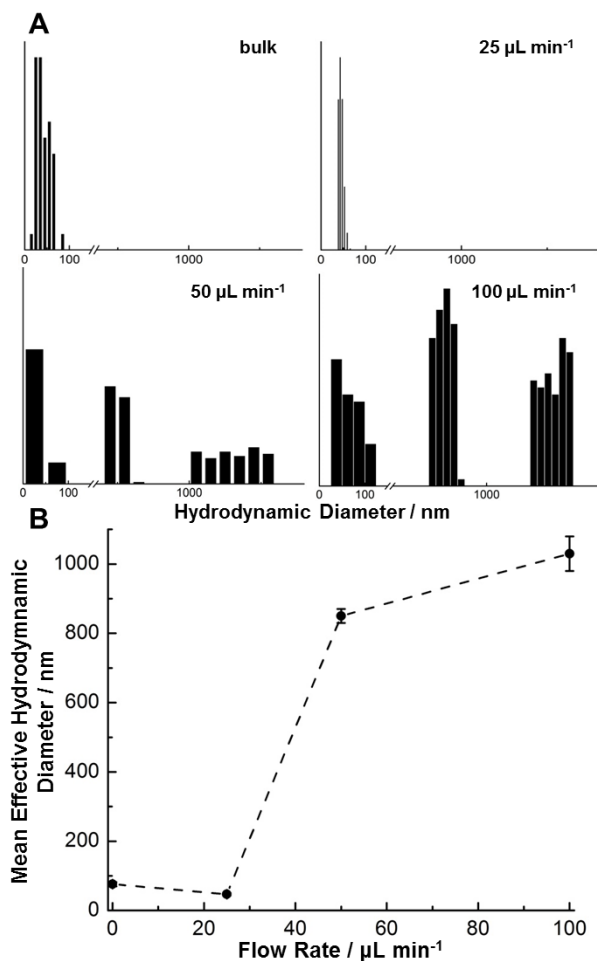 A
bulk
25 µL min⁻¹
0
100
1000
0
100
1000
50 µL min⁻¹
100 µL min⁻¹
0
100
1000
0
100
1000
Hydrodynamic Diameter / nm
B
Mean Effective Hydrodymnamic
Diameter / nm
1000
800
600
400
200
0
0
20
40
60
80
100
Flow Rate / µL min⁻¹